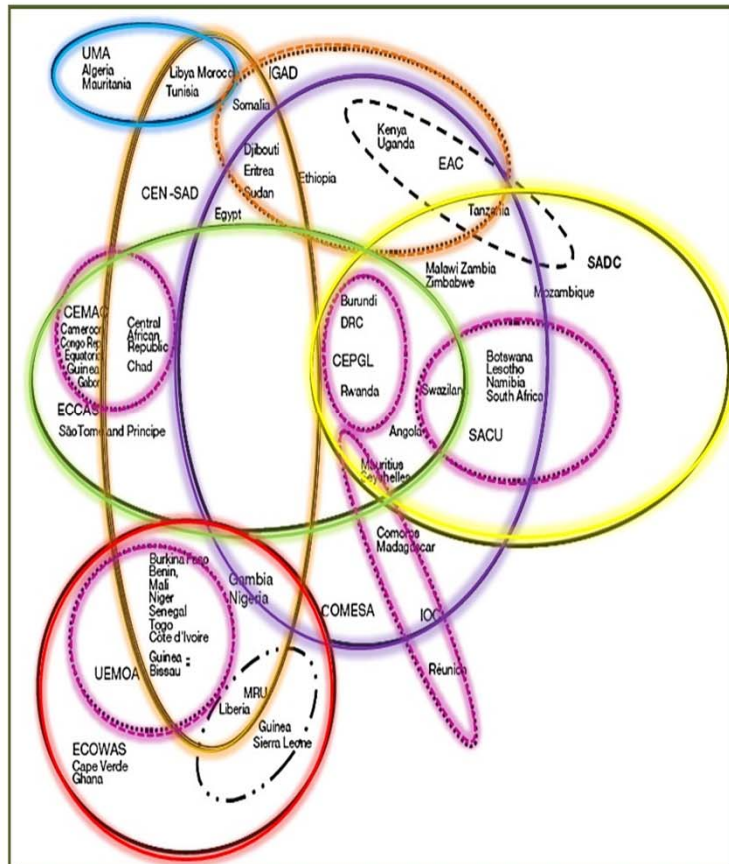 UMA
Algeria
Mauritania
Libya Morocc
Tunisia
IGAD
Somalia
Djibouti
Eritrea
Sudan
Ethiopia
CEN -SAD
Egypt
Kenya
Uganda
EAC
Tanzania
SADC
Malawi Zambia
Zimbabwe
Mozambique
CEMAC
Cameroon
Congo Rep
Equatoria
Guinea
Gabon
Central
African
Republic
Chad
ECCAS
São Tome and Principe
Burundi
DRC
CEPGL
Rwanda
Swaziland
Botswana
Lesotho
Namibia
South Africa
SACU
Angola
Mauritius
Seychelles
Comoros
Madagascar
COMESA
IOC
Réunion
Burkina Faso
Benin,
Mali
Niger
Senegal
Togo
Côte d'Ivoire
Guinea -
Bissau
UEMOA
Gambia
Nigeria
MRU
Liberia
Guinea
Sierra Leone
ECOWAS
Cape Verde
Ghana